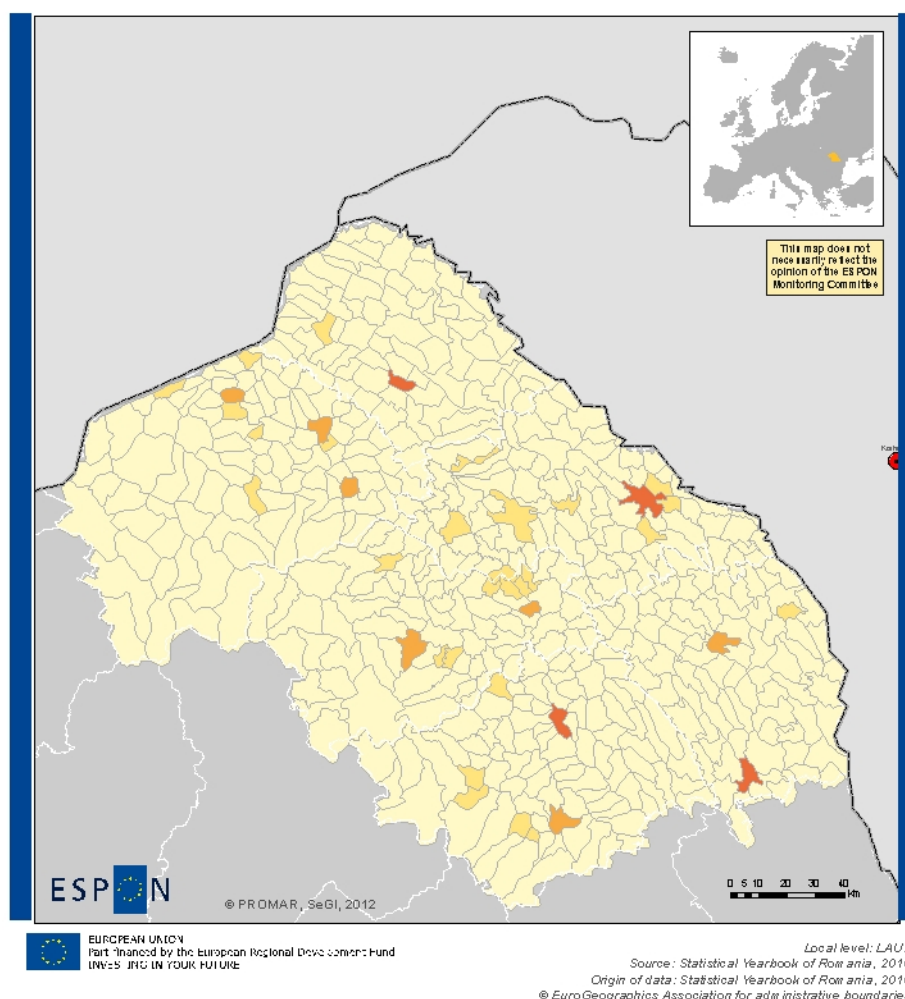 This map does not
necessarily reflect the
opinion of the ESPON
Monitoring Committee
0 5 10 20 30 40
km
ESPON
© PROMAR, SeGI, 2012
EUROPEAN UNION
Part financed by the European Regional Development Fund
INVESTING IN YOUR FUTURE
Local level: LAU
Source: Statistical Yearbook of Romania, 201
Origin of data: Statistical Yearbook of Romania, 201
© EuroGeographics Association for administrative boundarie